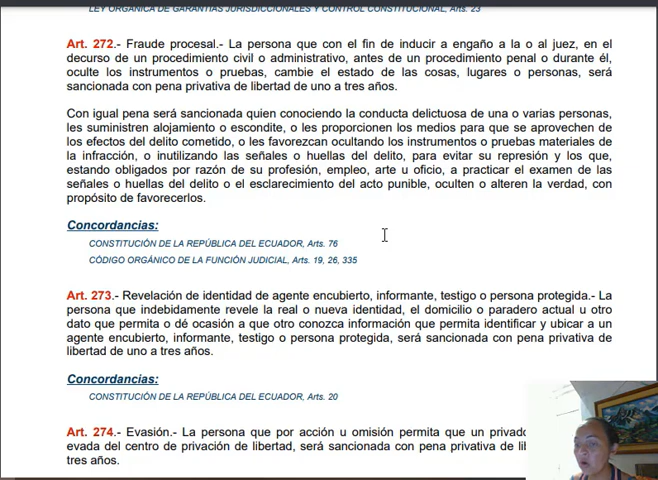 LEY ORGÁNICA DE GARANTÍAS JURISDICCIONALES Y CONTROL CONSTITUCIONAL, Arts. 23
Art. 272.- Fraude procesal.- La persona que con el fin de inducir a engaño a la o al juez, en el
decurso de un procedimiento civil o administrativo, antes de un procedimiento penal o durante él,
oculte los instrumentos o pruebas, cambie el estado de las cosas, lugares o personas, será
sancionada con pena privativa de libertad de uno a tres años.
Con igual pena será sancionada quien conociendo la conducta delictuosa de una o varias personas,
les suministren alojamiento o escondite, o les proporcionen los medios para que se aprovechen de
los efectos del delito cometido, o les favorezcan ocultando los instrumentos o pruebas materiales de
la infracción, o inutilizando las señales o huellas del delito, para evitar su represión y los que,
estando obligados por razón de su profesión, empleo, arte u oficio, a practicar el examen de las
señales o huellas del delito o el esclarecimiento del acto punible, oculten o alteren la verdad, con
propósito de favorecerlos.
Concordancias:
CONSTITUCIÓN DE LA REPÚBLICA DEL ECUADOR, Arts. 76
CÓDIGO ORGÁNICO DE LA FUNCIÓN JUDICIAL, Arts. 19, 26, 335
Art. 273.- Revelación de identidad de agente encubierto, informante, testigo o persona protegida.- La
persona que indebidamente revele la real o nueva identidad, el domicilio o paradero actual u otro
dato que permita o dé ocasión a que otro conozca información que permita identificar y ubicar a un
agente encubierto, informante, testigo o persona protegida, será sancionada con pena privativa de
libertad de uno a tres años.
Concordancias:
CONSTITUCIÓN DE LA REPÚBLICA DEL ECUADOR, Arts. 20
Art. 274.- Evasión.- La persona que por acción u omisión permita que un privado
evada del centro de privación de libertad, será sancionada con pena privativa de
tres años.